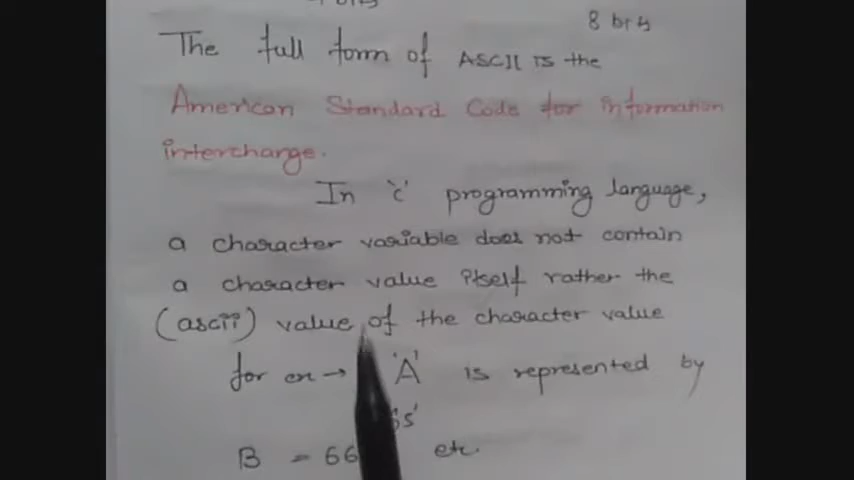 8 bits
The full form of ASCII is the
American Standard Code for information
interchange.
In 'c' programming language,
a character variable does not contain
a character value itself rather the
(ascii) value of the character value
for ex → 'A' is represented by
B = 66 etc.